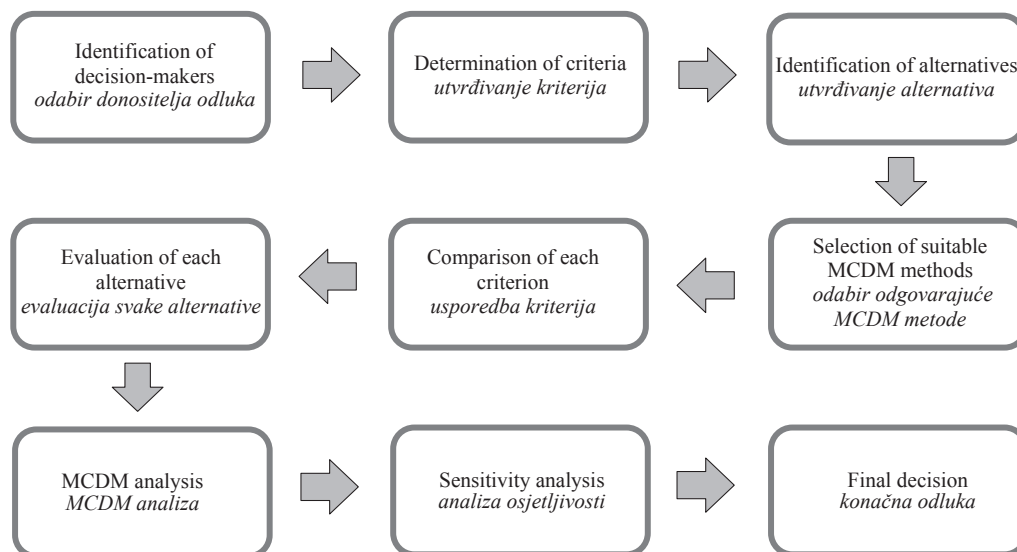 Identification of
decision-makers
odabir donositelja odluka
Determination of criteria
utvrđivanje kriterija
Identification of alternatives
utvrđivanje alternativa
Selection of suitable
MCDM methods
odabir odgovarajuće
MCDM metode
Comparison of each
criterion
usporedba kriterija
Evaluation of each
alternative
evaluacija svake alternative
MCDM analysis
MCDM analiza
Sensitivity analysis
analiza osjetljivosti
Final decision
konačna odluka